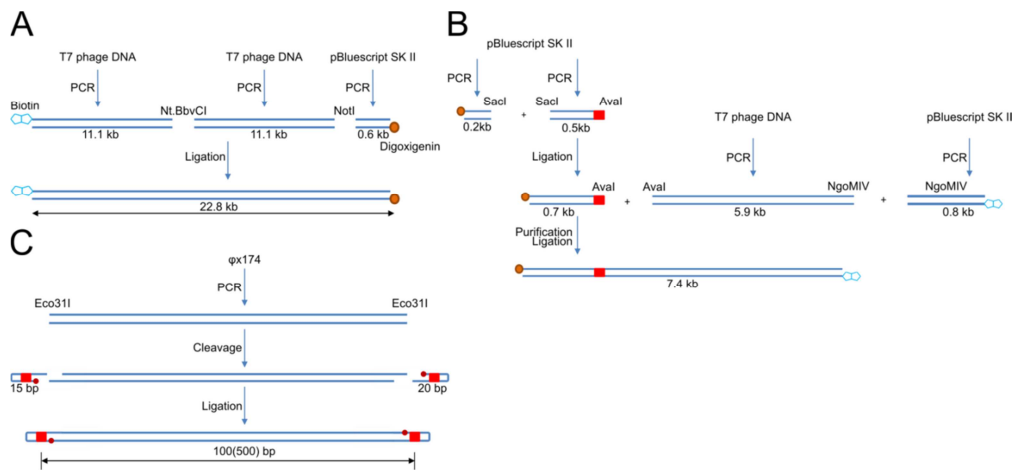 A
T7 phage DNA
T7 phage DNA
pBluescript SK II
PCR
PCR
PCR
Biotin
Nt.BbvCI
NotI
11.1 kb
11.1 kb
0.6 kb
Digoxigenin
Ligation
22.8 kb
B
pBluescript SK II
PCR
PCR
SacI
SacI
AvaI
0.2kb
+
0.5kb
T7 phage DNA
pBluescript SK II
Ligation
PCR
PCR
AvaI
AvaI
NgoMIV
NgoMIV
0.7 kb
+
5.9 kb
+
0.8 kb
Purification
Ligation
7.4 kb
C
φx174
PCR
Eco31I
Eco31I
Cleavage
15 bp
20 bp
Ligation
100(500) bp